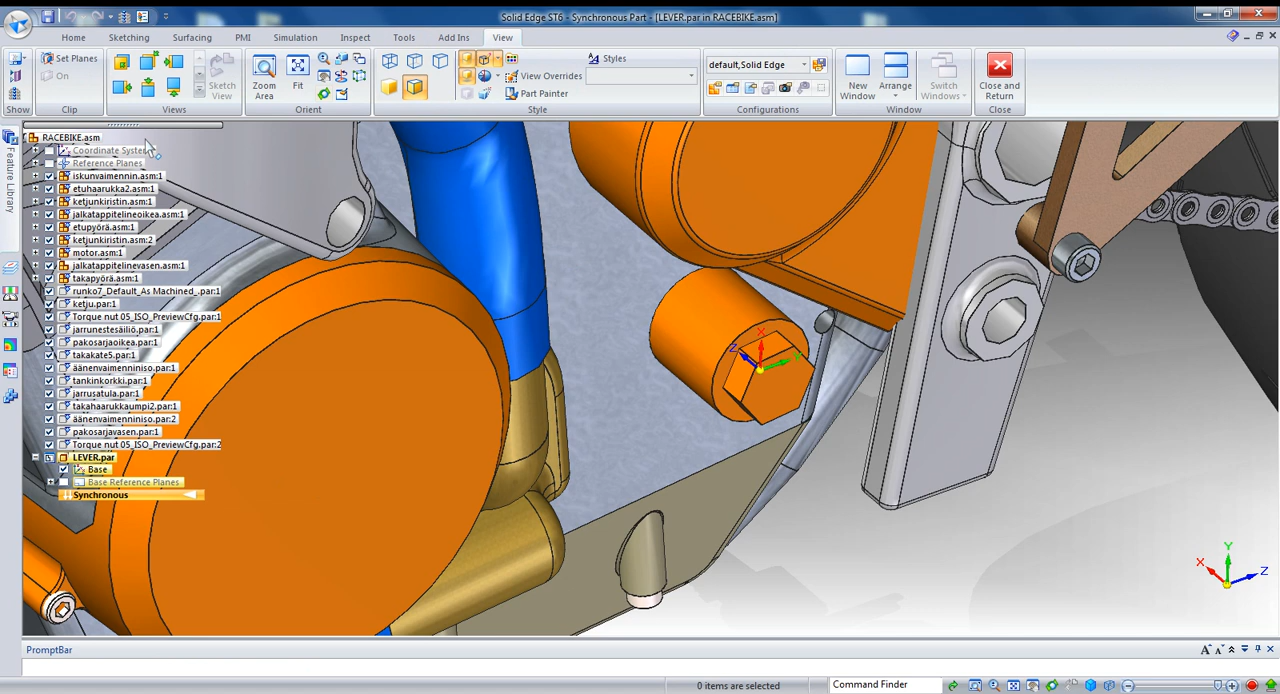 Solid Edge ST6 - Synchronous Part - [LEVER.par in RACEBIKE.asm]
Home Sketching Surfacing PMI Simulation Inspect Tools Add Ins View
Set Planes
On
Sketch View
Zoom Area
Fit
Styles
View Overrides
Part Painter
default,Solid Edge
New Window
Arrange
Switch Windows
Close and Return
Show Clip Views Orient Style Configurations Window Close
Feature Library
RACEBIKE.asm
Coordinate System
Reference Planes
iskunvaimennin.asm:1
etuhaarukka2.asm:1
ketjunkiristin.asm:1
jalkatappitelineoikea.asm:1
etupyörä.asm:1
ketjunkiristin.asm:2
motor.asm:1
jalkatappitelinevasen.asm:1
takapyörä.asm:1
runko7_Default_As Machined_.par:1
ketju.par:1
Torque nut 05_ISO_PreviewCfg.par:1
jarrunestesäiliö.par:1
pakosarjaoikea.par:1
takakate5.par:1
äänenvaimenniniso.par:1
tankinkorkki.par:1
jarrusatula.par:1
takahaarukkaumpi2.par:1
äänenvaimenniniso.par:2
pakosarjavasen.par:1
Torque nut 05_ISO_PreviewCfg.par:2
LEVER.par
Base
Base Reference Planes
Synchronous
X
Z
Y
Y
X
Z
PromptBar
0 items are selected
Command Finder